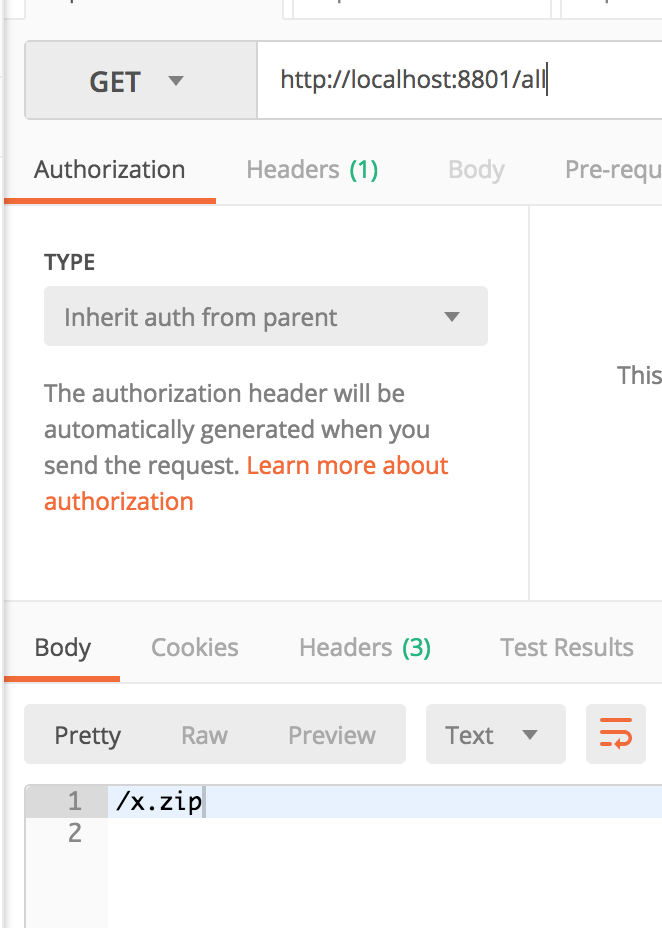 GET
http://localhost:8801/all
Authorization
Headers (1)
Body
Pre-requ
TYPE
Inherit auth from parent
The authorization header will be
automatically generated when you
send the request. Learn more about
authorization
This
Body
Cookies
Headers (3)
Test Results
Pretty
Raw
Preview
Text
1 /x.zip
2